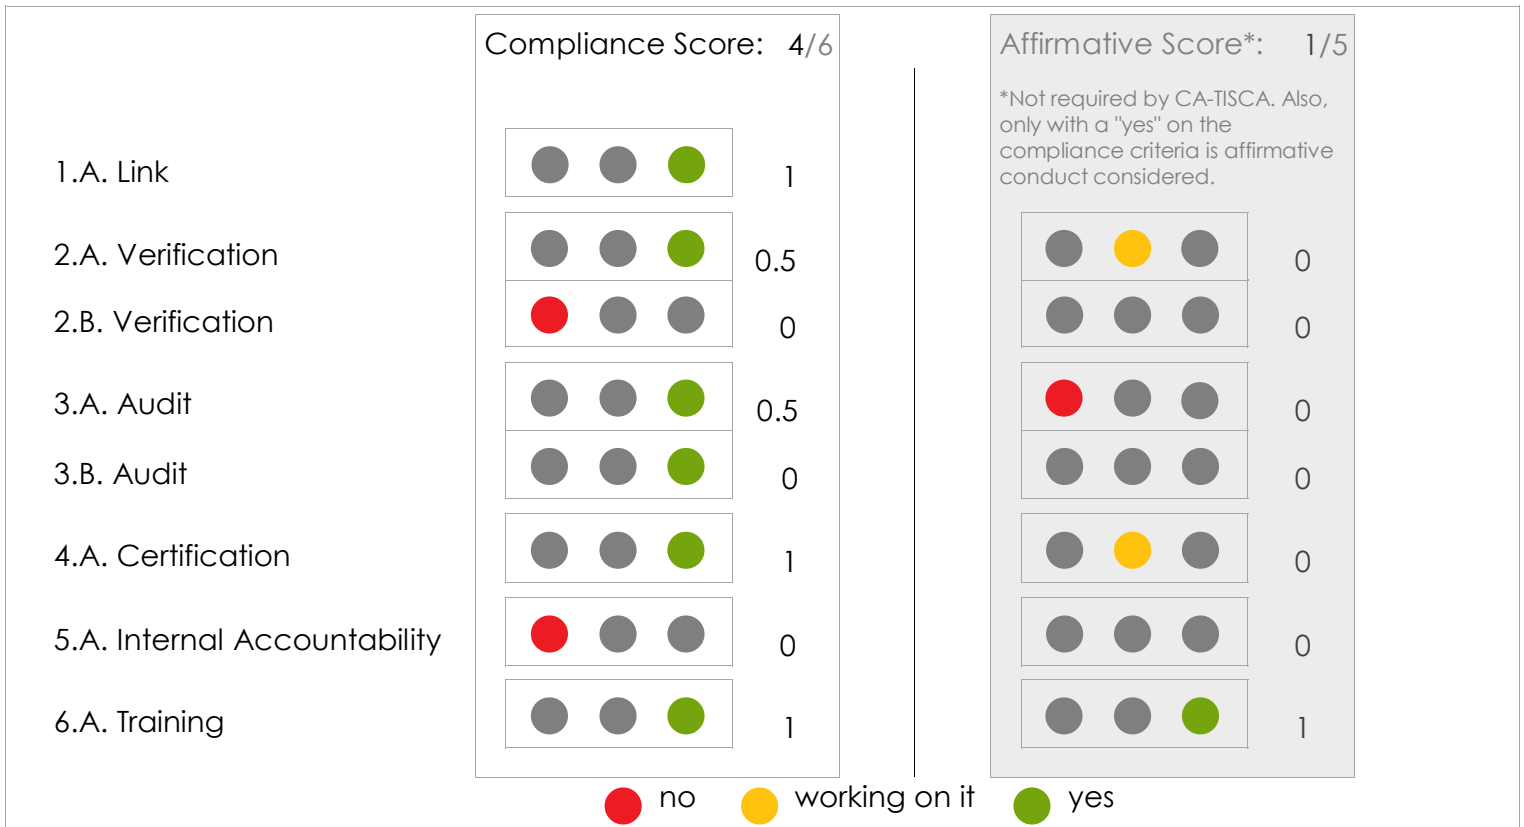 Compliance Score: 4/6
Affirmative Score*: 1/5
*Not required by CA-TISCA. Also,
only with a "yes" on the
compliance criteria is affirmative
conduct considered.
1.A. Link 1
2.A. Verification 0.5 0
2.B. Verification 0 0
3.A. Audit 0.5 0
3.B. Audit 0 0
4.A. Certification 1 0
5.A. Internal Accountability 0 0
6.A. Training 1 1
no working on it yes